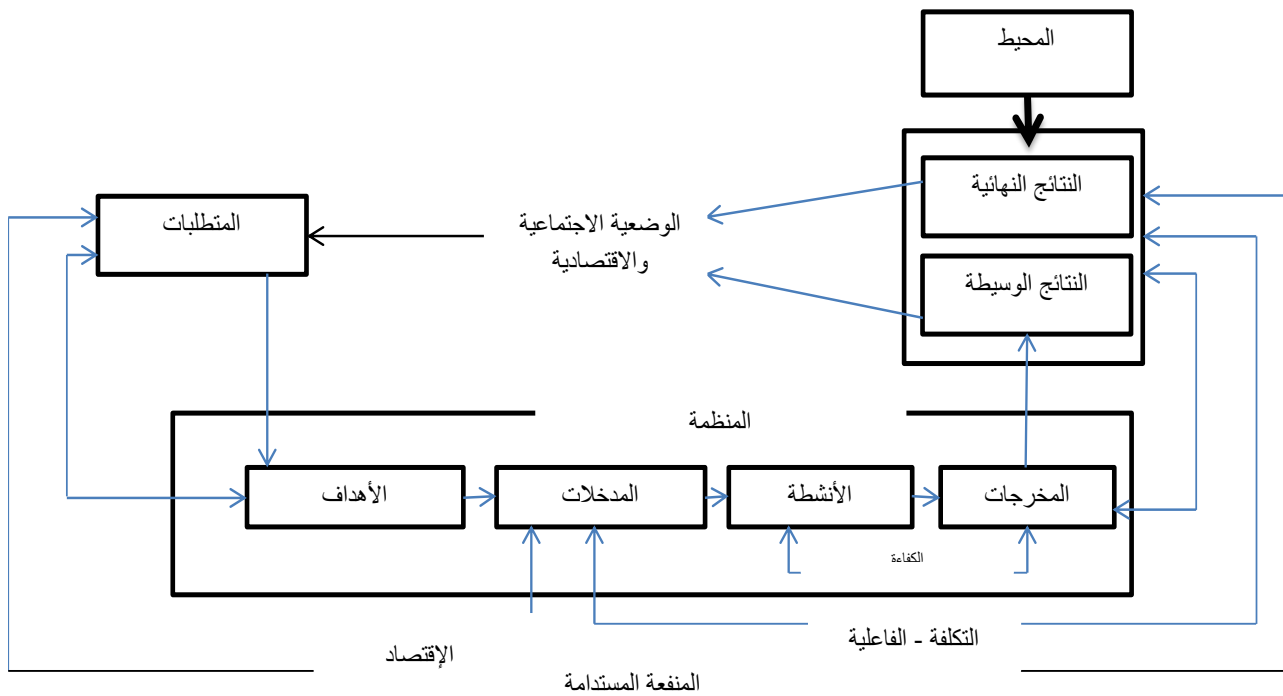 المحيط
النتائج النهائية
المتطلبات
الوضعية الاجتماعية
والاقتصادية
النتائج الوسيطة
المنظمة
الأهداف
المدخلات
الأنشطة
المخرجات
الكفاءة
التكلفة - الفاعلية
الإقتصاد
المنفعة المستدامة